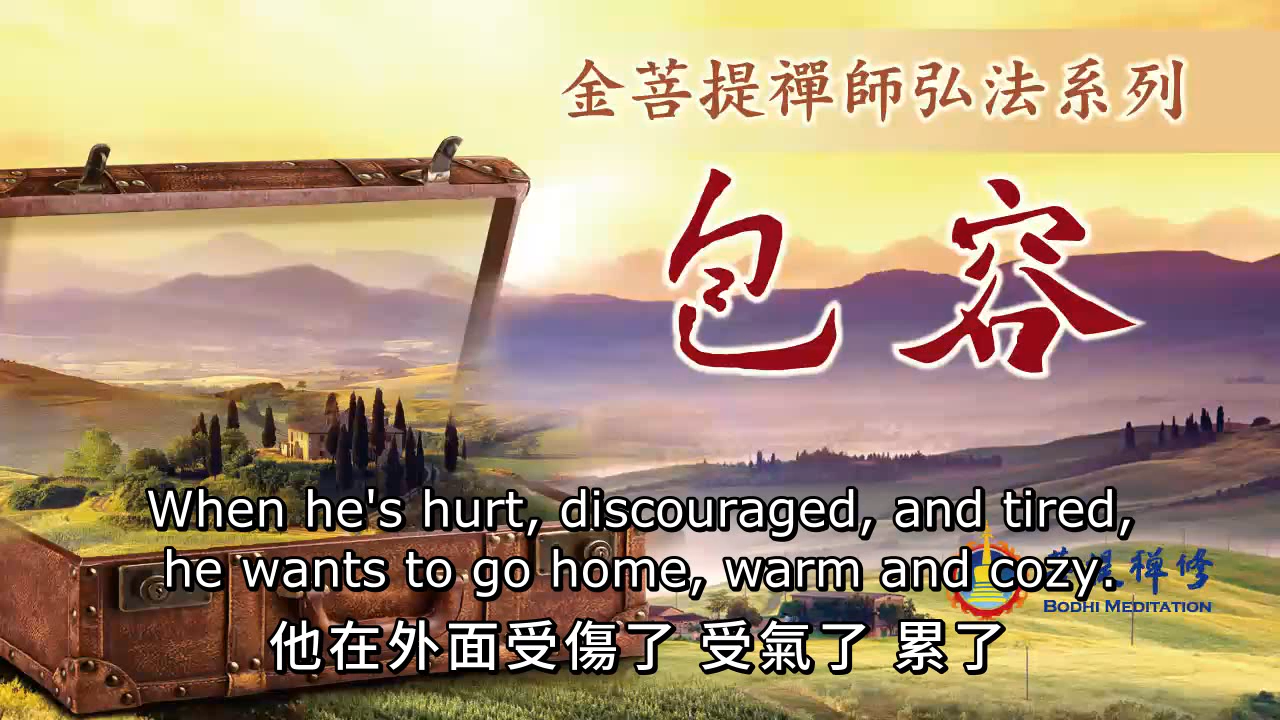 金菩提禪師弘法系列
包容
When he's hurt, discouraged, and tired,
he wants to go home, warm and cozy.
菩提禪修
BODHI MEDITATION
他在外面受傷了 受氣了 累了